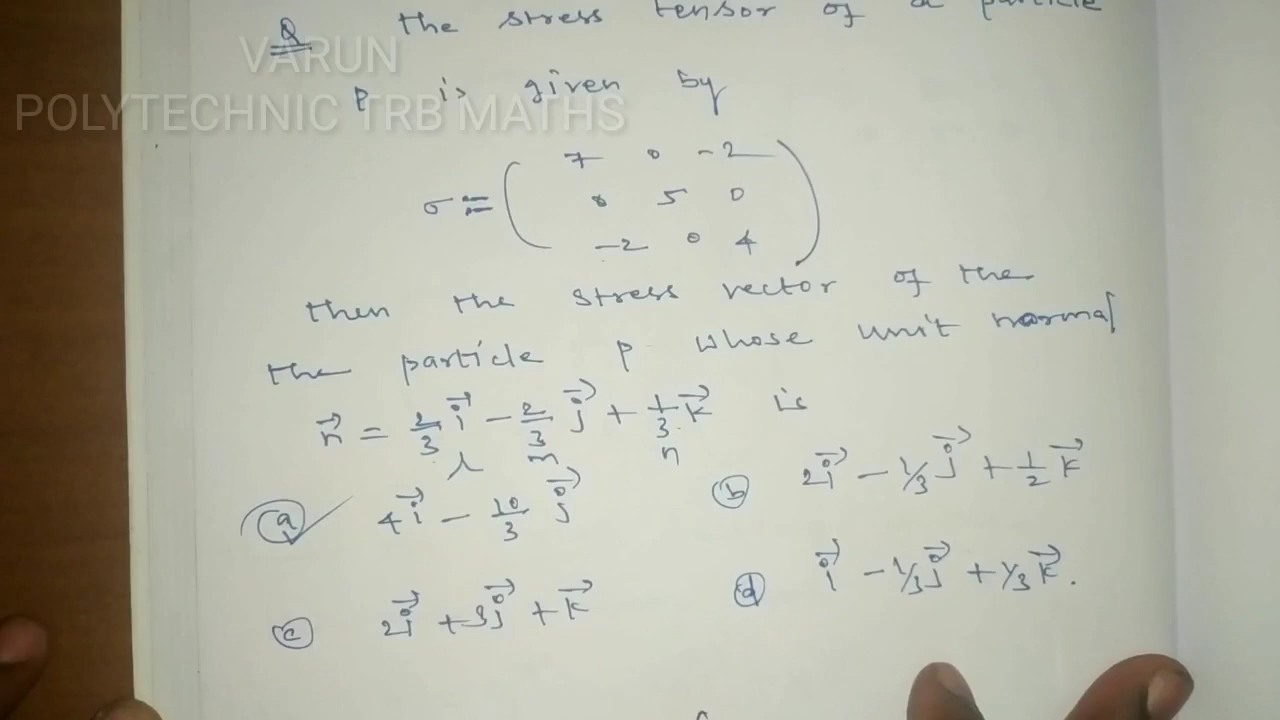 Q the stress tensor of a particle
VARUN
P is given by
POLYTECHNIC TRB MATHS
7 0 -2
σ = ( 0 5 0 )
-2 0 4
then the stress vector of the
the particle P whose unit normal
n⃗ = 2/3 i⃗ - 2/3 j⃗ + 1/3 k⃗ is
λ m n
(a) 4i⃗ - 10/3 j⃗ (b) 2i⃗ - 1/3 j⃗ + 1/2 k⃗
(c) 2i⃗ + 3j⃗ + k⃗ (d) i⃗ - 1/3 j⃗ + 1/3 k⃗.